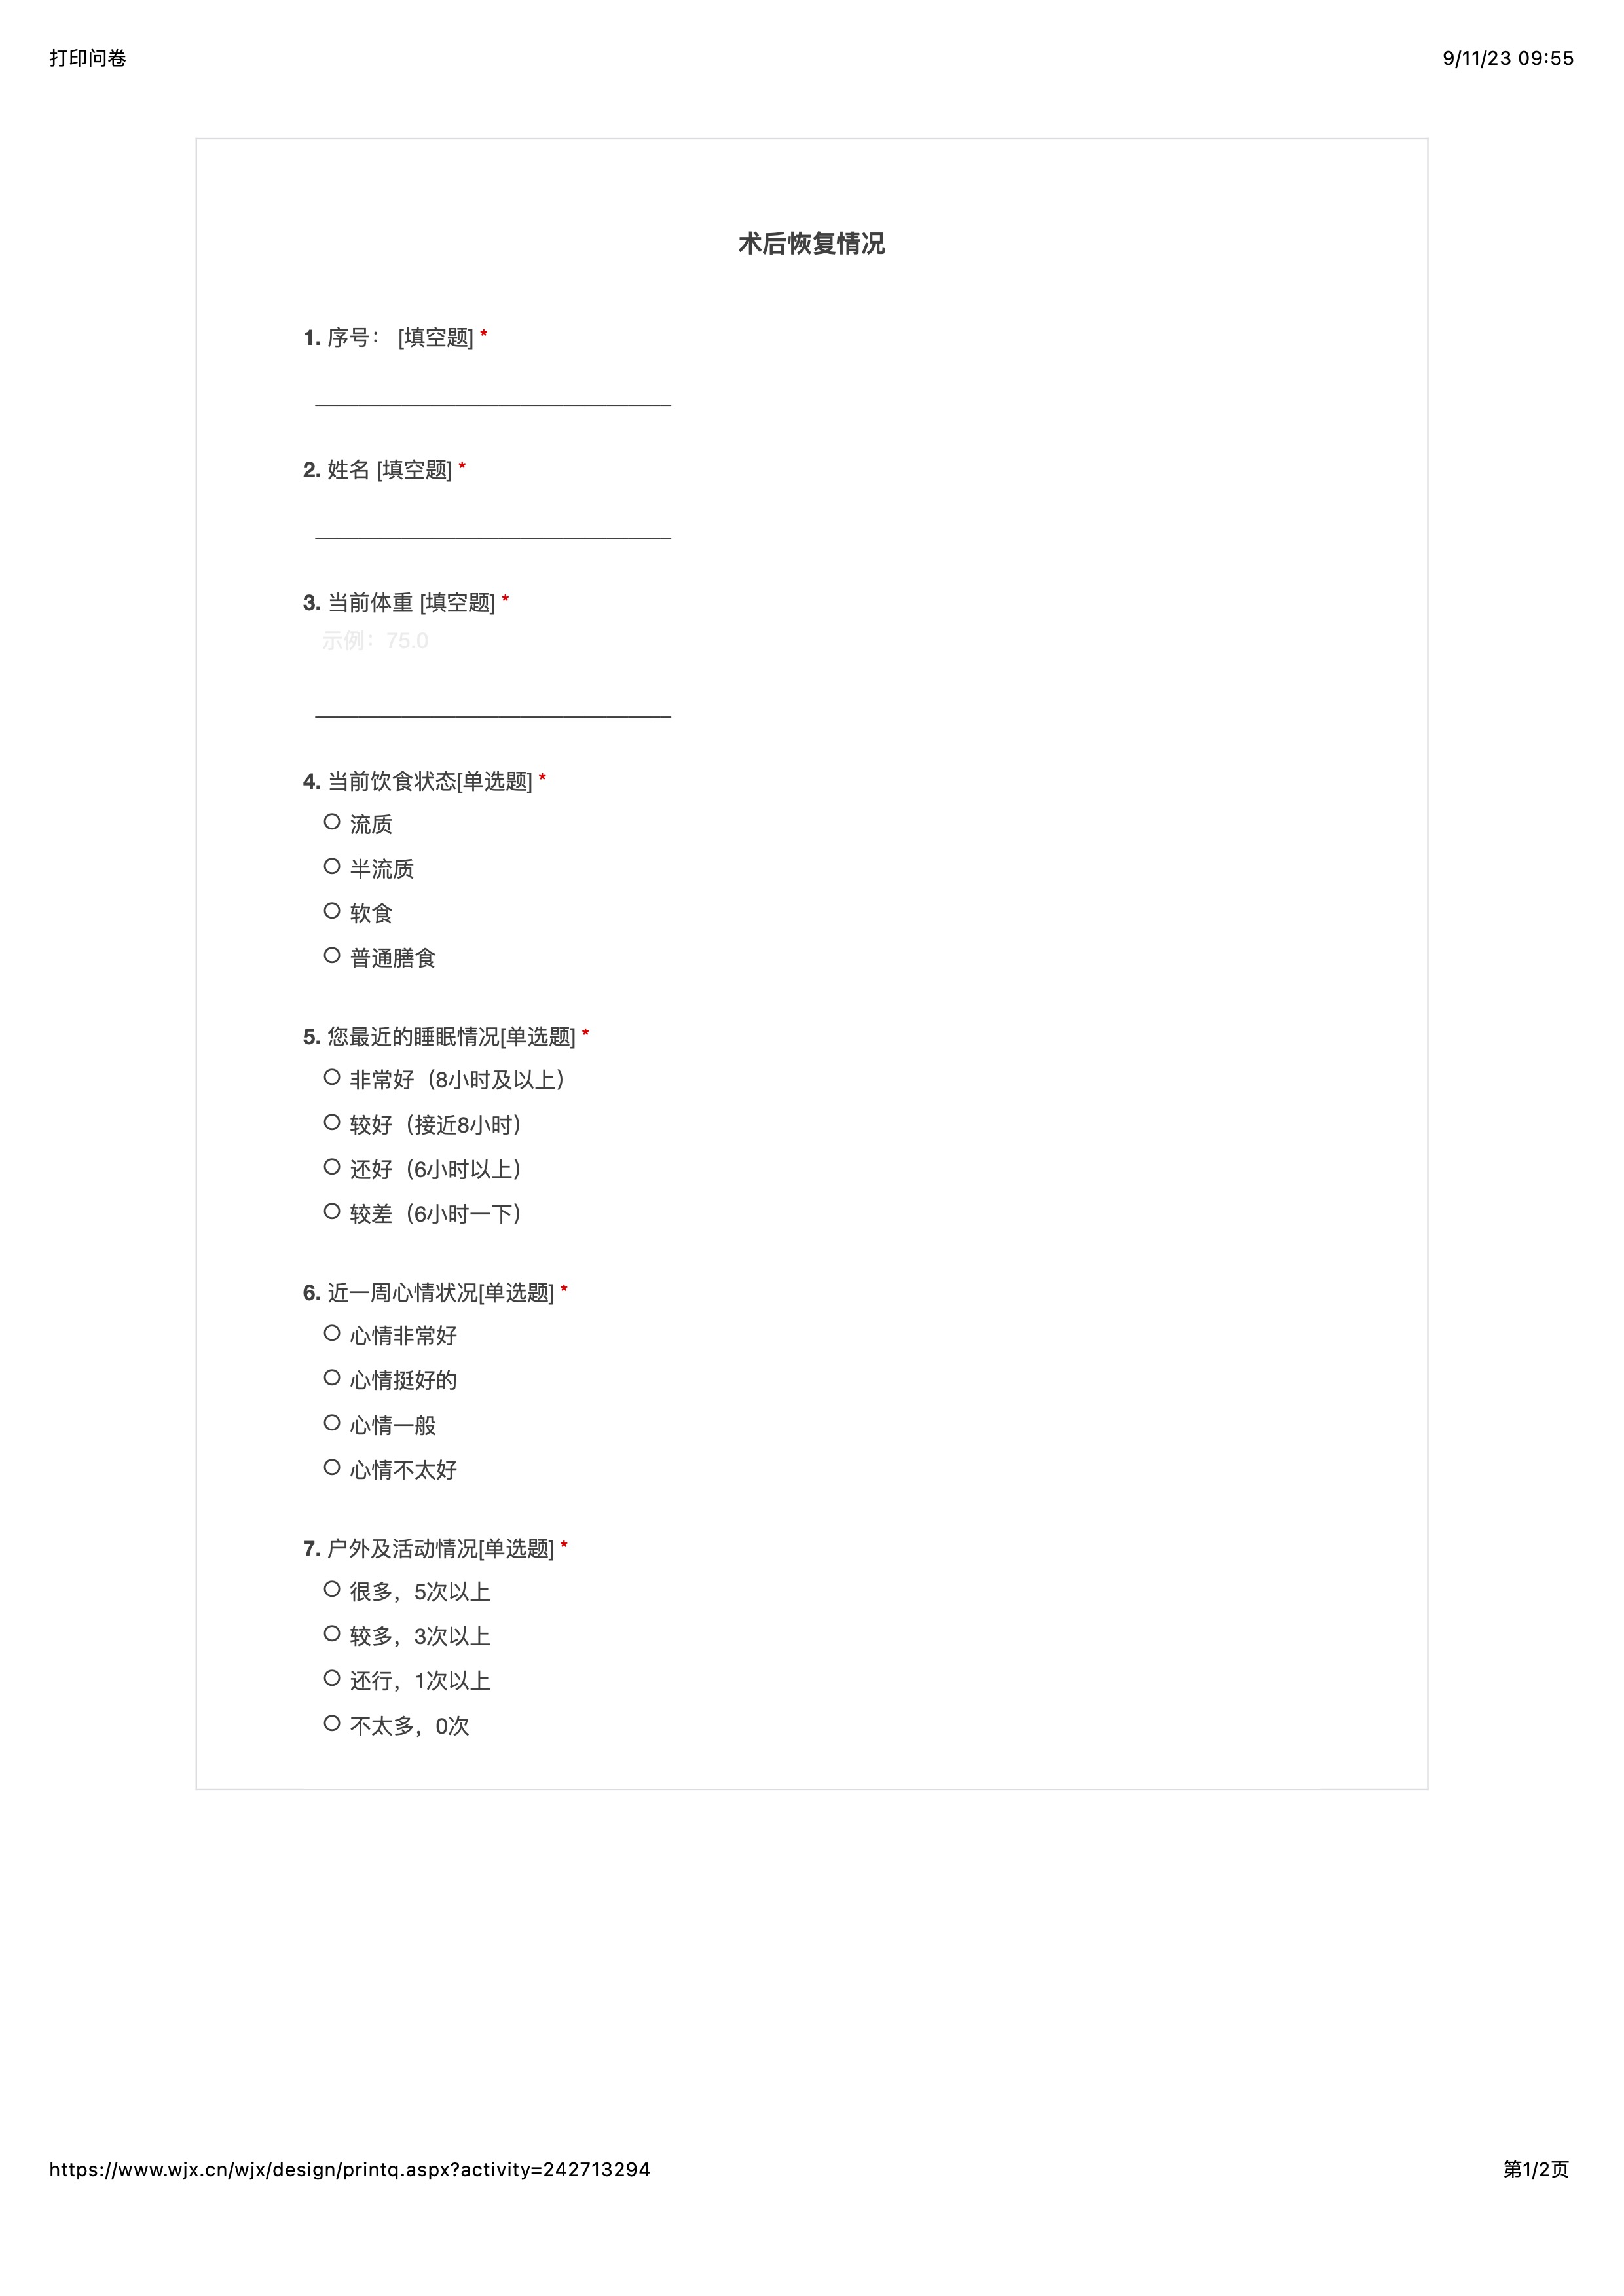 打印问卷
9/11/23 09:55
术后恢复情况
1. 序号： [填空题] *
2. 姓名 [填空题] *
3. 当前体重 [填空题] *
示例：75.0
4. 当前饮食状态[单选题] *
流质
半流质
软食
普通膳食
5. 您最近的睡眠情况[单选题] *
非常好（8小时及以上）
较好（接近8小时）
还好（6小时以上）
较差（6小时一下）
6. 近一周心情状况[单选题] *
心情非常好
心情挺好的
心情一般
心情不太好
7. 户外及活动情况[单选题] *
很多，5次以上
较多，3次以上
还行，1次以上
不太多，0次
https://www.wjx.cn/wjx/design/printq.aspx?activity=242713294
第1/2页